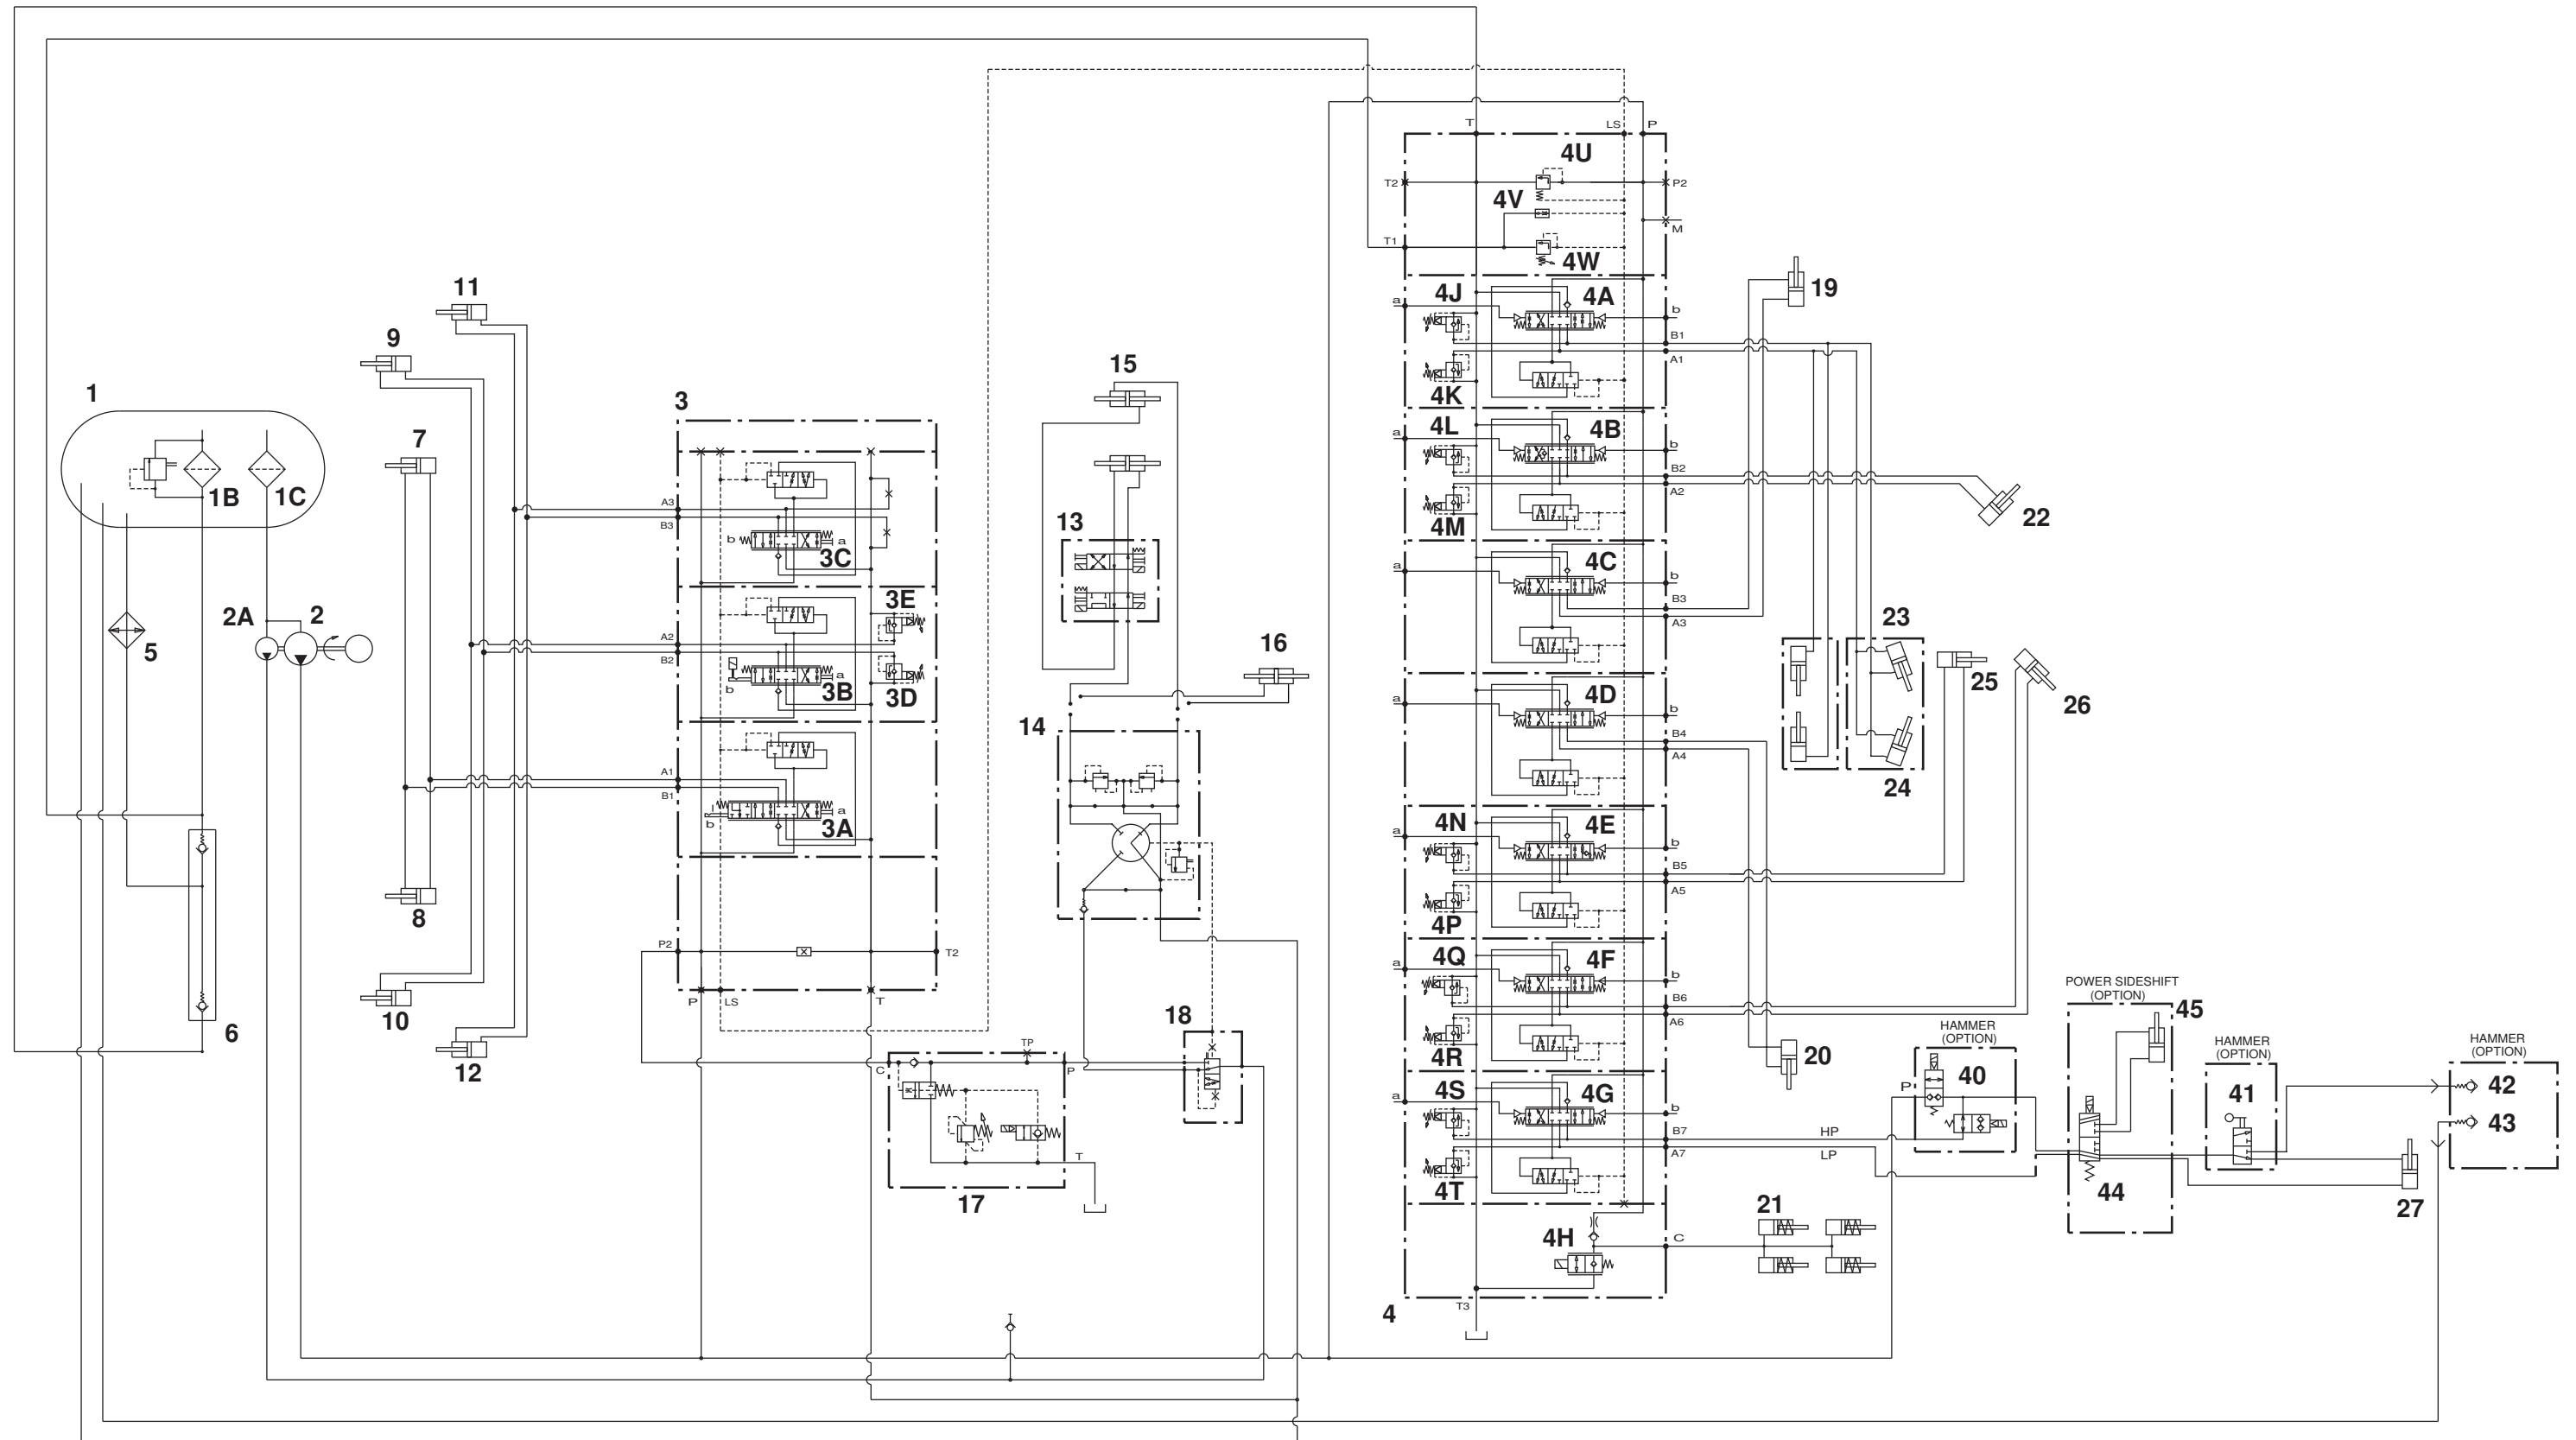 1
1B
1C
2A
2
5
6
7
8
9
10
11
12
3
A3
B3
b
a
3C
3E
A2
B2
b
a
3B
3D
A1
B1
b
a
3A
P2
T2
P
LS
T
15
13
16
14
18
TP
C
P
T
17
T
LS
P
4U
T2
P2
4V
M
T1
4W
4J
4A
a
b
B1
A1
4K
4L
4B
a
b
B2
A2
4M
4C
a
b
B3
A3
4D
a
b
B4
A4
4N
4E
a
b
B5
A5
4P
4Q
4F
a
b
B6
A6
4R
4S
4G
a
b
B7
A7
4T
4H
C
4
T3
19
22
23
24
25
26
20
HP
LP
21
HAMMER
(OPTION)
P
40
POWER SIDESHIFT
(OPTION)
45
44
HAMMER
(OPTION)
41
27
HAMMER
(OPTION)
42
43